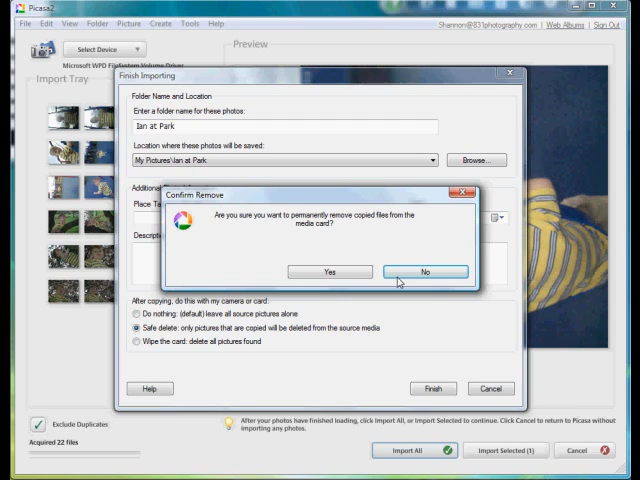 Picasa2
File Edit View Folder Picture Create Tools Help
Shannon@831photography.com | Web Albums | Sign Out
Select Device
Preview
Microsoft WPD FileSystem Volume Driver
Import Tray
Finish Importing
Folder Name and Location
Enter a folder name for these photos:
Ian at Park
Location where these photos will be saved:
My Pictures\Ian at Park
Browse...
Additional
Confirm Remove
Place Ta
Are you sure you want to permanently remove copied files from the
media card?
Descripti
Yes No
After copying, do this with my camera or card:
Do nothing: (default) leave all source pictures alone
Safe delete: only pictures that are copied will be deleted from the source media
Wipe the card: delete all pictures found
Help Finish Cancel
Exclude Duplicates
After your photos have finished loading, click Import All, or Import Selected to continue. Click Cancel to return to Picasa without
importing any photos.
Acquired 22 files
Import All Import Selected (1) Cancel